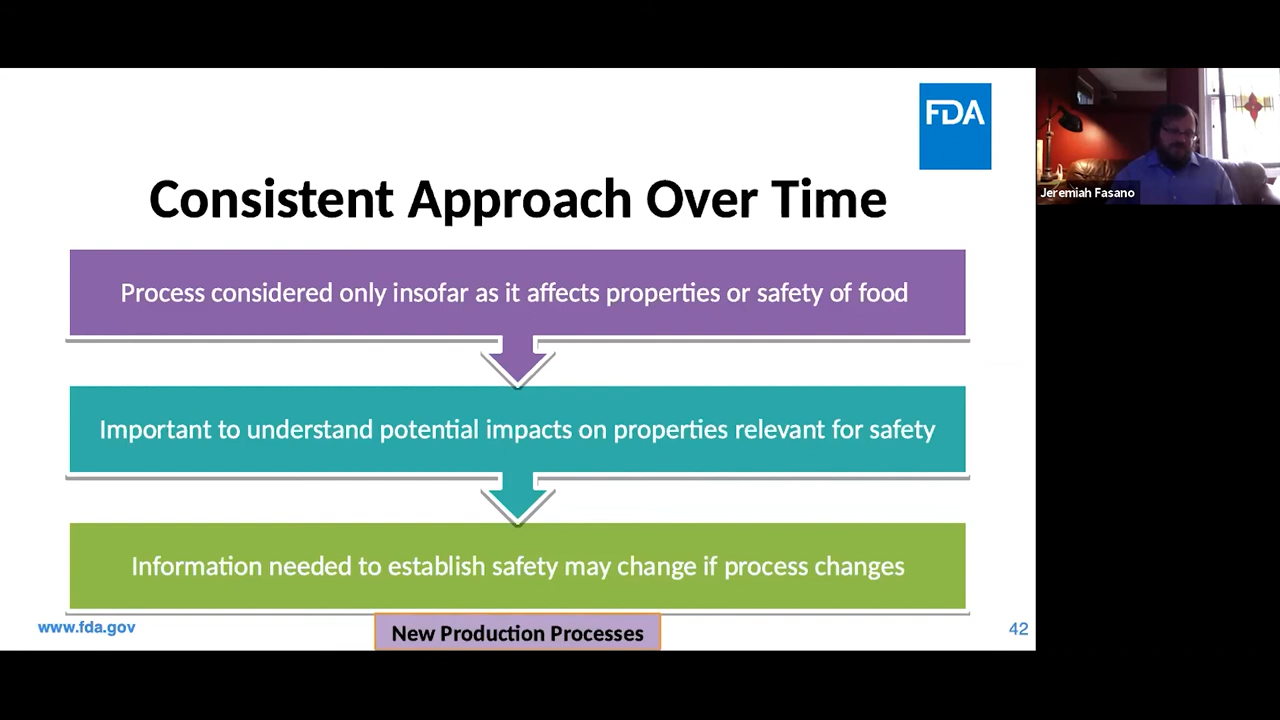 FDA
Consistent Approach Over Time
Process considered only insofar as it affects properties or safety of food
Important to understand potential impacts on properties relevant for safety
Information needed to establish safety may change if process changes
www.fda.gov
New Production Processes
42
Jeremiah Fasano